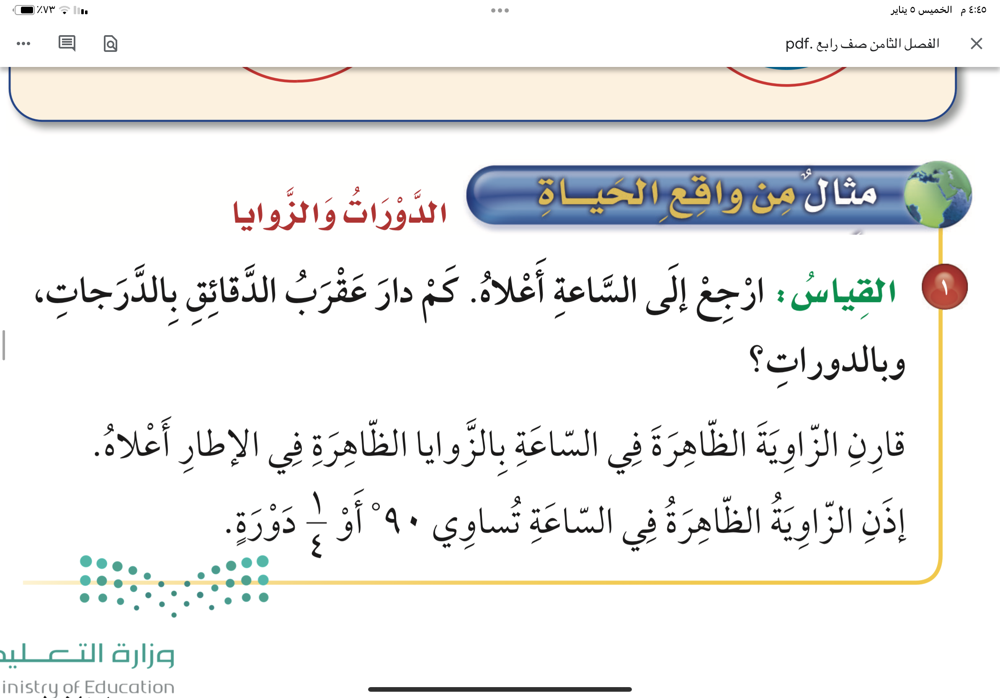 ٤:٤٥ م الخميس ٥ يناير
٪٧٣
الفصل الثامن صف رابع .pdf
مثالٌ مِن واقِعِ الحَيـاةِ
الدَّوْرَاتُ وَالزَّوايا
١ القِياسُ: ارْجِعْ إلَى السَّاعةِ أَعْلاهُ. كَمْ دارَ عَقْرَبُ الدَّقائِقِ بِالدَّرَجاتِ،
وبالدوراتِ؟
قارِنِ الزّاوِيَةَ الظّاهِرَةَ فِي السّاعَةِ بِالزَّوايا الظّاهِرَةِ فِي الإطارِ أَعْلاهُ.
إذَنِ الزّاوِيَةُ الظّاهِرَةُ فِي السّاعَةِ تُساوِي ٩٠° أَوْ ١/٤ دَوْرَةٍ.
وزارة التعليم
inistry of Education